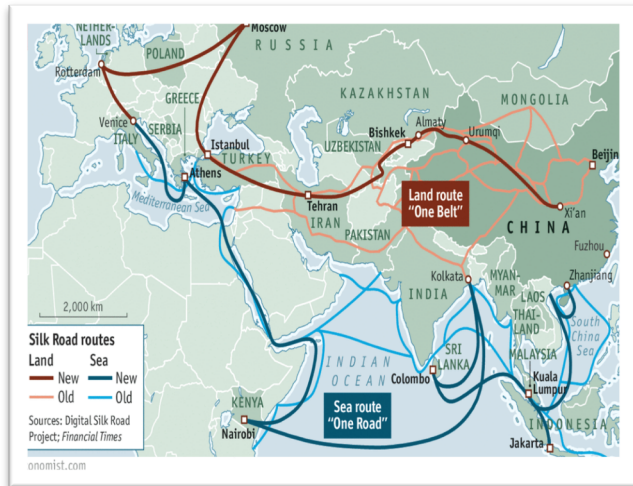 NETHER-
LANDS
Moscow
RUSSIA
POLAND
Rotterdam
GREECE
KAZAKHSTAN
MONGOLIA
Venice
ITALY
SERBIA
Istanbul
TURKEY
Athens
Mediterranean Sea
UZBEKISTAN
Bishkek
Almaty
Urumqi
Beijin
Tehran
IRAN
Land route
"One Belt"
Xi'an
CHINA
PAKISTAN
Fuzhou
Kolkata
Zhanjiang
INDIA
MYAN-
MAR
LAOS
THAI-
LAND
South
China
Sea
2,000 km
Silk Road routes
Land Sea
New New
Old Old
Sources: Digital Silk Road
Project; Financial Times
INDIAN
OCEAN
SRI
LANKA
Colombo
MALAYSIA
Kuala
Lumpur
KENYA
Nairobi
Sea route
"One Road"
INDONESIA
Jakarta
onomist.com